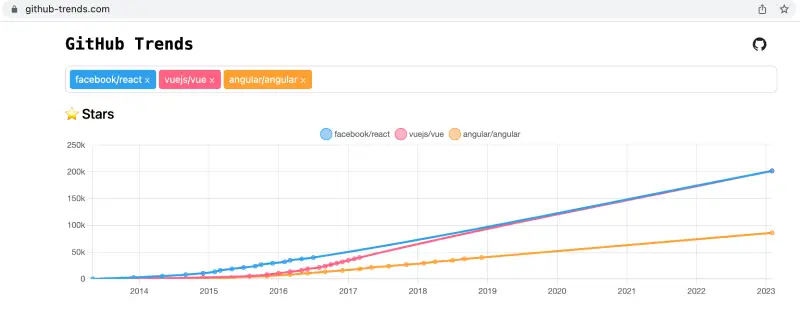 github-trends.com
GitHub Trends
facebook/react x vuejs/vue x angular/angular x
⭐ Stars
facebook/react vuejs/vue angular/angular
250k
200k
150k
100k
50k
0
2014 2015 2016 2017 2018 2019 2020 2021 2022 2023